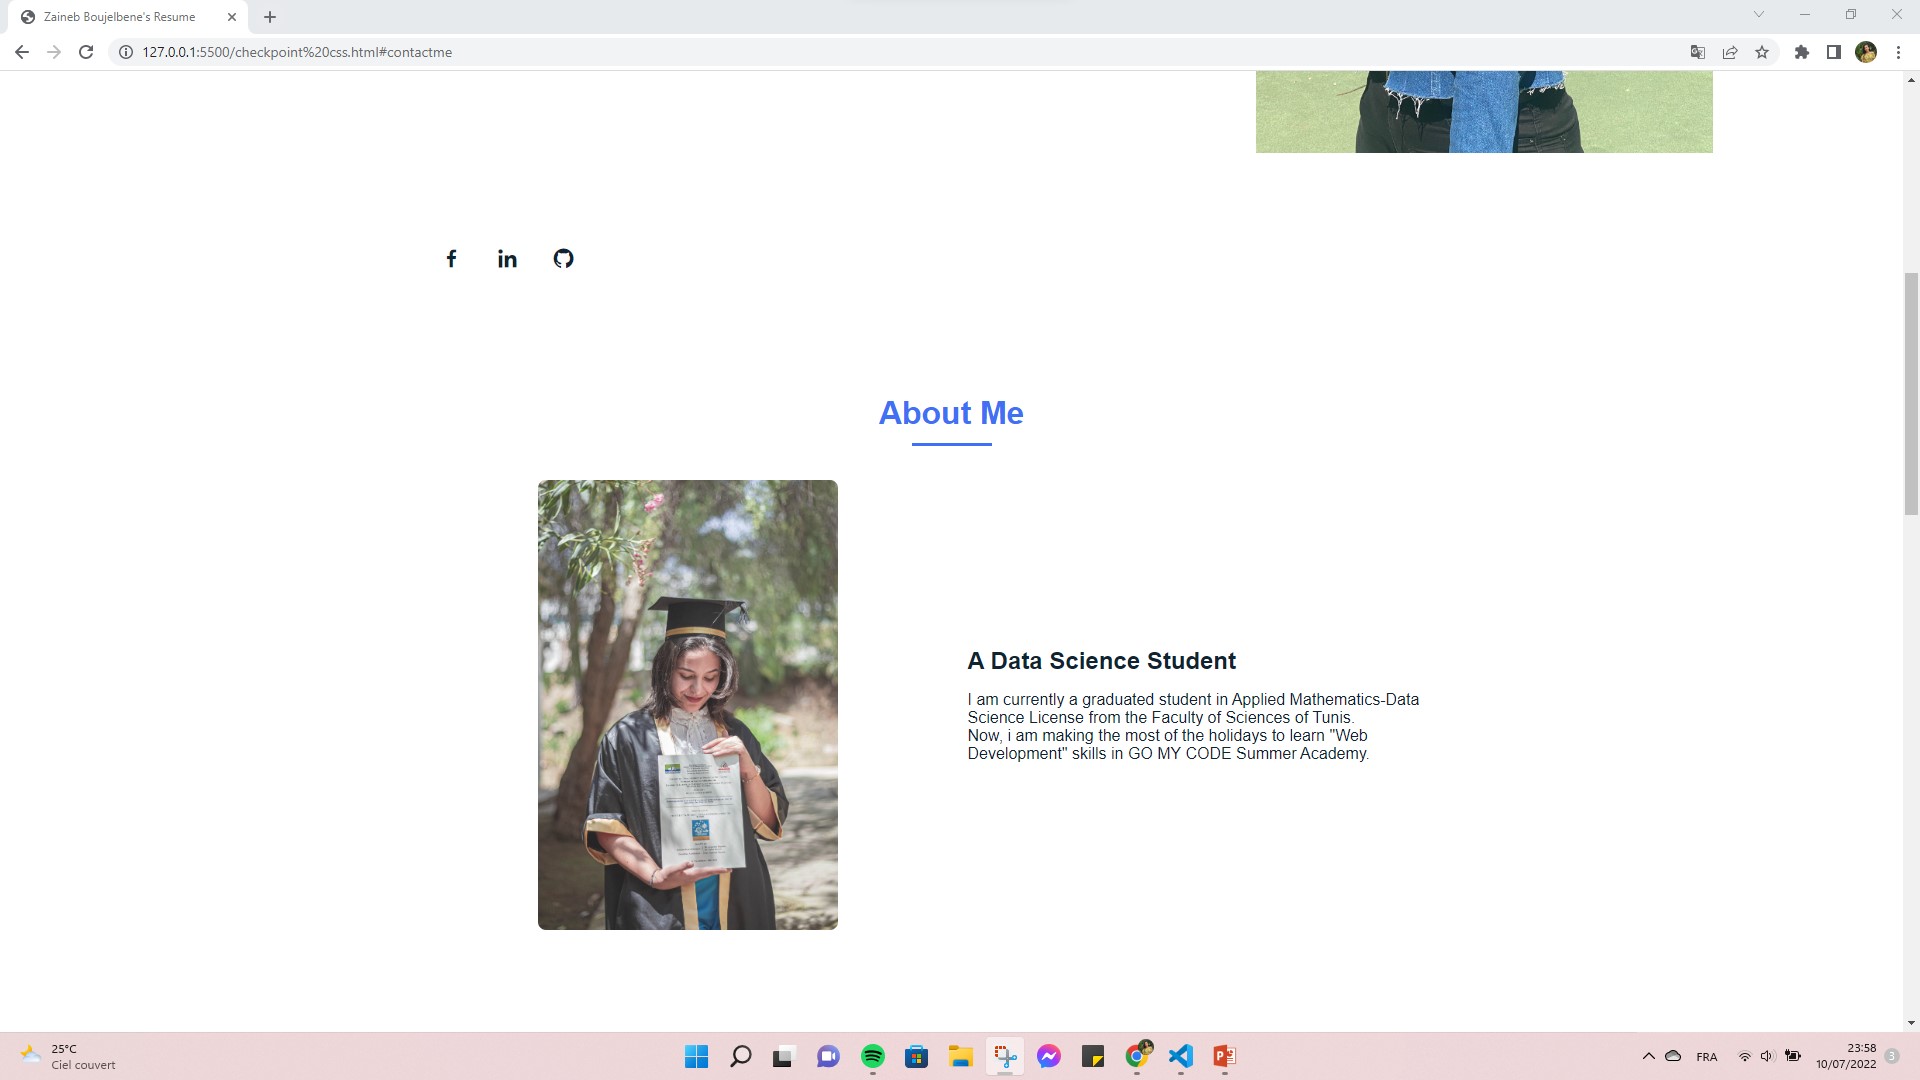 Zaineb Boujelbene's Resume
127.0.0.1:5500/checkpoint%20css.html#contactme
About Me
A Data Science Student
I am currently a graduated student in Applied Mathematics-Data
Science License from the Faculty of Sciences of Tunis.
Now, i am making the most of the holidays to learn "Web
Development" skills in GO MY CODE Summer Academy.
25°C
Ciel couvert
FRA
23:58
10/07/2022
3